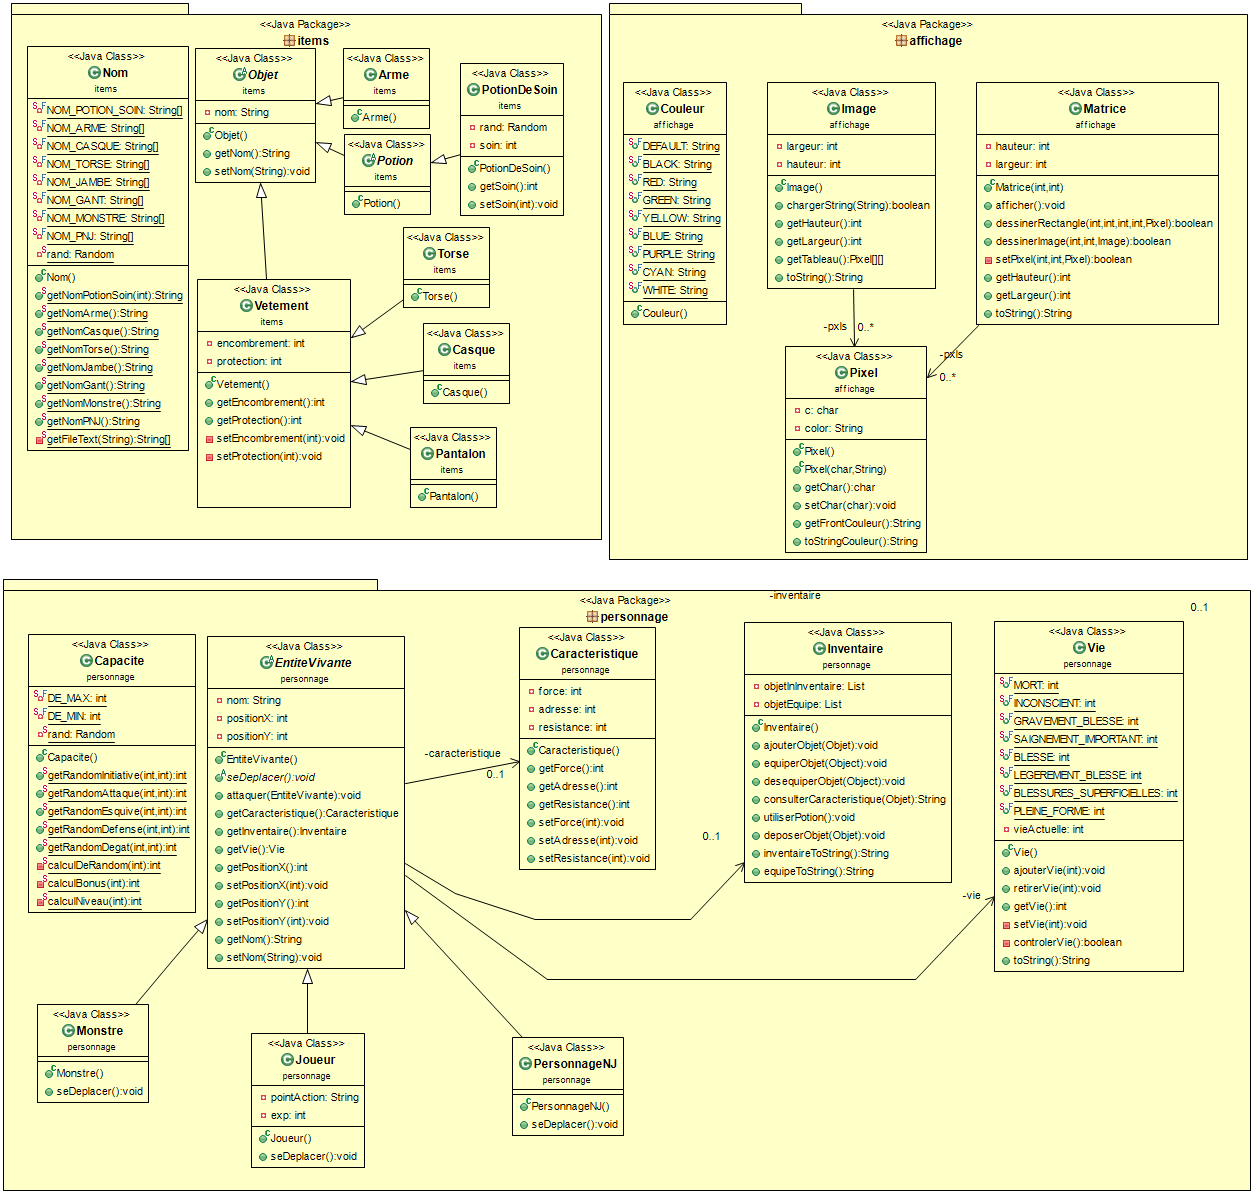 <<Java Package>>
items
<<Java Class>>
Nom
items
NOM_POTION_SOIN: String[]
NOM_ARME: String[]
NOM_CASQUE: String[]
NOM_TORSE: String[]
NOM_JAMBE: String[]
NOM_GANT: String[]
NOM_MONSTRE: String[]
NOM_PNJ: String[]
rand: Random
Nom()
getNomPotionSoin(int):String
getNomArme():String
getNomCasque():String
getNomTorse():String
getNomJambe():String
getNomGant():String
getNomMonstre():String
getNomPNJ():String
getFileText(String):String[]
<<Java Class>>
Objet
items
nom: String
Objet()
getNom():String
setNom(String):void
<<Java Class>>
Arme
items
Arme()
<<Java Class>>
Potion
items
Potion()
<<Java Class>>
PotionDeSoin
items
rand: Random
soin: int
PotionDeSoin()
getSoin():int
setSoin(int):void
<<Java Class>>
Vetement
items
encombrement: int
protection: int
Vetement()
getEncombrement():int
getProtection():int
setEncombrement(int):void
setProtection(int):void
<<Java Class>>
Torse
items
Torse()
<<Java Class>>
Casque
items
Casque()
<<Java Class>>
Pantalon
items
Pantalon()
<<Java Package>>
affichage
<<Java Class>>
Couleur
affichage
DEFAULT: String
BLACK: String
RED: String
GREEN: String
YELLOW: String
BLUE: String
PURPLE: String
CYAN: String
WHITE: String
Couleur()
<<Java Class>>
Image
affichage
largeur: int
hauteur: int
Image()
chargerString(String):boolean
getHauteur():int
getLargeur():int
getTableau():Pixel[][]
toString():String
<<Java Class>>
Matrice
affichage
hauteur: int
largeur: int
Matrice(int,int)
afficher():void
dessinerRectangle(int,int,int,int,Pixel):boolean
dessinerImage(int,int,Image):boolean
setPixel(int,int,Pixel):boolean
getHauteur():int
getLargeur():int
toString():String
-pxls
0..*
-pxls
0..*
<<Java Class>>
Pixel
affichage
c: char
color: String
Pixel()
Pixel(char,String)
getChar():char
setChar(char):void
getFrontCouleur():String
toStringCouleur():String
<<Java Package>>
personnage
-inventaire
0..1
<<Java Class>>
Capacite
personnage
DE_MAX: int
DE_MIN: int
rand: Random
Capacite()
getRandomInitiative(int,int):int
getRandomAttaque(int,int):int
getRandomEsquive(int,int):int
getRandomDefense(int,int):int
getRandomDegat(int,int):int
calculDeRandom(int):int
calculBonus(int):int
calculNiveau(int):int
<<Java Class>>
EntiteVivante
personnage
nom: String
positionX: int
positionY: int
EntiteVivante()
seDeplacer():void
attaquer(EntiteVivante):void
getCaracteristique():Caracteristique
getInventaire():Inventaire
getVie():Vie
getPositionX():int
setPositionX(int):void
getPositionY():int
setPositionY(int):void
getNom():String
setNom(String):void
-caracteristique
0..1
<<Java Class>>
Caracteristique
personnage
force: int
adresse: int
resistance: int
Caracteristique()
getForce():int
getAdresse():int
getResistance():int
setForce(int):void
setAdresse(int):void
setResistance(int):void
0..1
<<Java Class>>
Inventaire
personnage
objetInInventaire: List
objetEquipe: List
Inventaire()
ajouterObjet(Objet):void
equiperObjet(Object):void
desequiperObjet(Object):void
consulterCaracteristique(Objet):String
utiliserPotion():void
deposerObjet(Objet):void
inventaireToString():String
equipeToString():String
-vie
<<Java Class>>
Vie
personnage
MORT: int
INCONSCIENT: int
GRAVEMENT_BLESSE: int
SAIGNEMENT_IMPORTANT: int
BLESSE: int
LEGEREMENT_BLESSE: int
BLESSURES_SUPERFICIELLES: int
PLEINE_FORME: int
vieActuelle: int
Vie()
ajouterVie(int):void
retirerVie(int):void
getVie():int
setVie(int):void
controlerVie():boolean
toString():String
<<Java Class>>
Monstre
personnage
Monstre()
seDeplacer():void
<<Java Class>>
Joueur
personnage
pointAction: String
exp: int
Joueur()
seDeplacer():void
<<Java Class>>
PersonnageNJ
personnage
PersonnageNJ()
seDeplacer():void